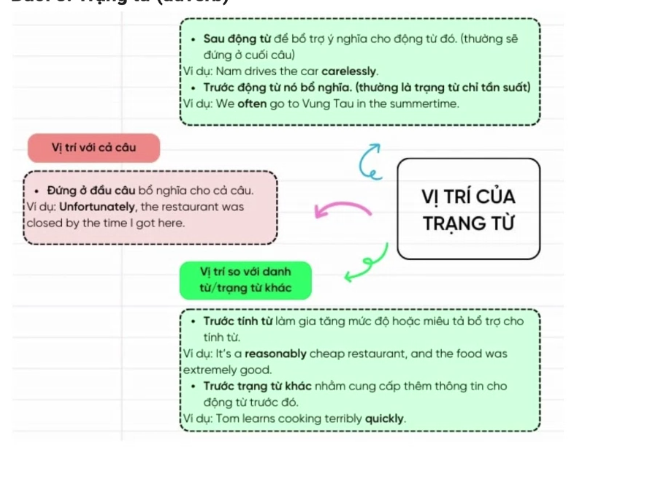 • Sau động từ để bổ trợ ý nghĩa cho động từ đó. (thường sẽ
đứng ở cuối câu)
Ví dụ: Nam drives the car carelessly.
• Trước động từ nó bổ nghĩa. (thường là trạng từ chỉ tần suất)
Ví dụ: We often go to Vung Tau in the summertime.
Vị trí với cả câu
• Đứng ở đầu câu bổ nghĩa cho cả câu.
Ví dụ: Unfortunately, the restaurant was
closed by the time I got here.
VỊ TRÍ CỦA
TRẠNG TỪ
Vị trí so với danh
từ/trạng từ khác
• Trước tính từ làm gia tăng mức độ hoặc miêu tả bổ trợ cho
tính từ.
Ví dụ: It's a reasonably cheap restaurant, and the food was
extremely good.
• Trước trạng từ khác nhằm cung cấp thêm thông tin cho
động từ trước đó.
Ví dụ: Tom learns cooking terribly quickly.